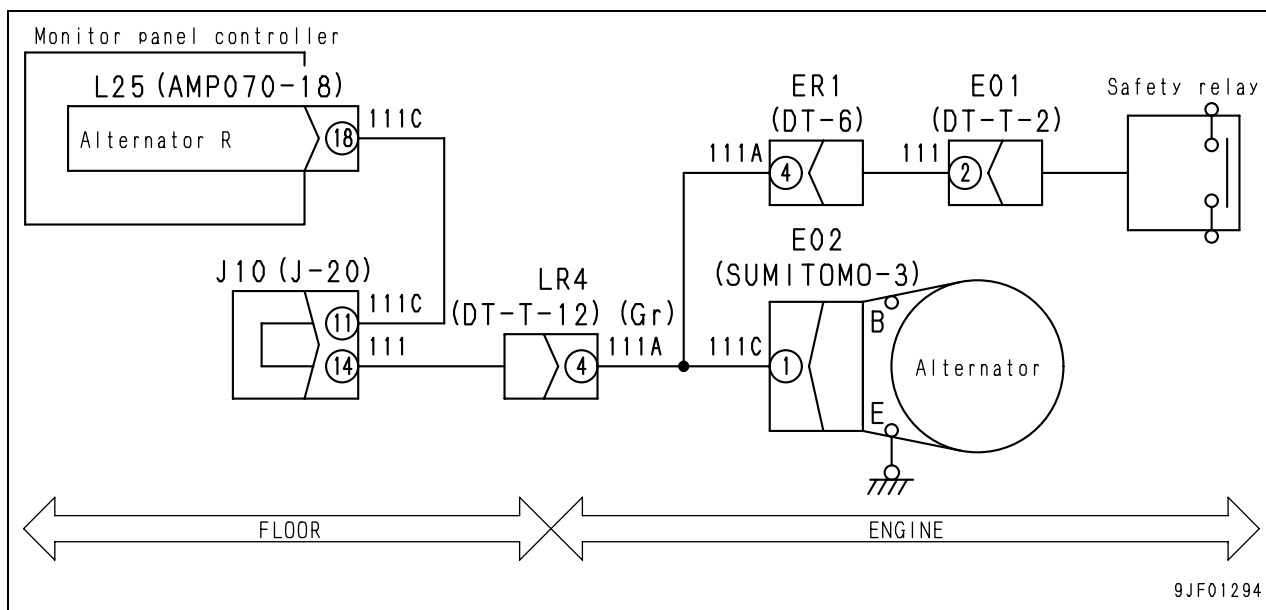 Monitor panel controller
L25 (AMP070-18)
Alternator R
18
111C
J10 (J-20)
11
111C
14
111
LR4
(DT-T-12)
(Gr)
4
111A
111C
ER1
(DT-6)
111A
4
E01
(DT-T-2)
111
2
Safety relay
E02
(SUMITOMO-3)
1
B
E
Alternator
FLOOR
ENGINE
9JF01294